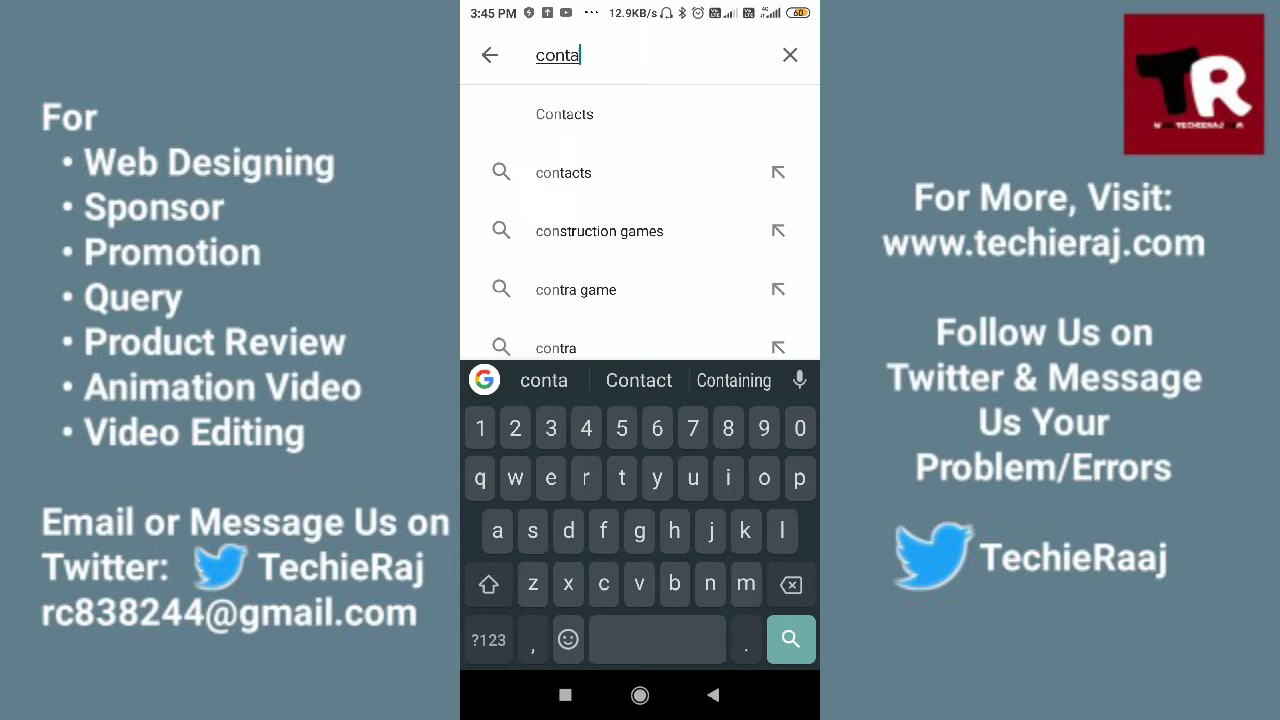 For
• Web Designing
• Sponsor
• Promotion
• Query
• Product Review
• Animation Video
• Video Editing
Email or Message Us on
Twitter: TechieRaj
rc838244@gmail.com
3:45 PM ... 12.9KB/s 4G 60
conta
Contacts
contacts
construction games
contra game
contra
G conta Contact Containing
1 2 3 4 5 6 7 8 9 0
q w e r t y u i o p
a s d f g h j k l
z x c v b n m
?123 , .
TR
For More, Visit:
www.techieraj.com
Follow Us on
Twitter & Message
Us Your
Problem/Errors
TechieRaaj